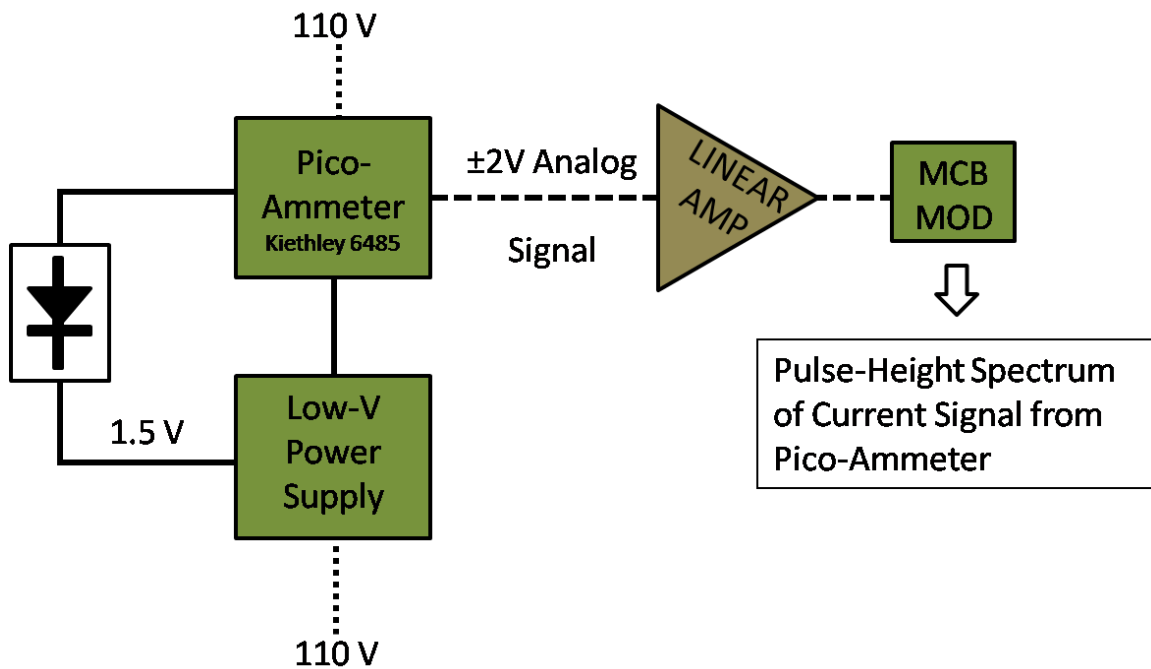 110 V
Pico-
Ammeter
Kiethley 6485
±2V Analog
Signal
LINEAR
AMP
MCB
MOD
1.5 V
Low-V
Power
Supply
Pulse-Height Spectrum
of Current Signal from
Pico-Ammeter
110 V